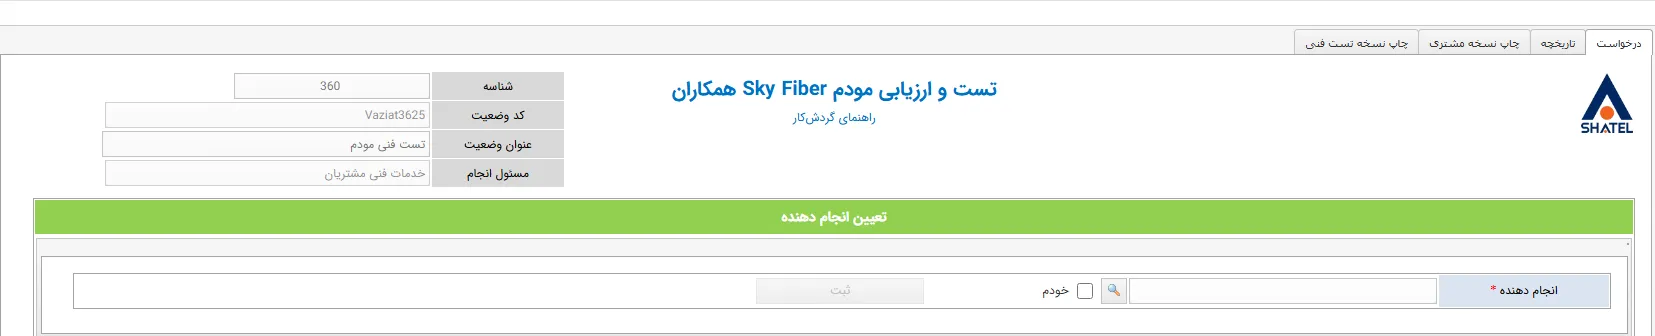 درخواست
تاریخچه
چاپ نسخه مشتری
چاپ نسخه تست فنی
SHATEL
تست و ارزیابی مودم Sky Fiber همکاران
راهنمای گردش‌کار
شناسه 360
کد وضعیت Vaziat3625
عنوان وضعیت تست فنی مودم
مسئول انجام خدمات فنی مشتریان
تعیین انجام دهنده
انجام دهنده * خودم ثبت